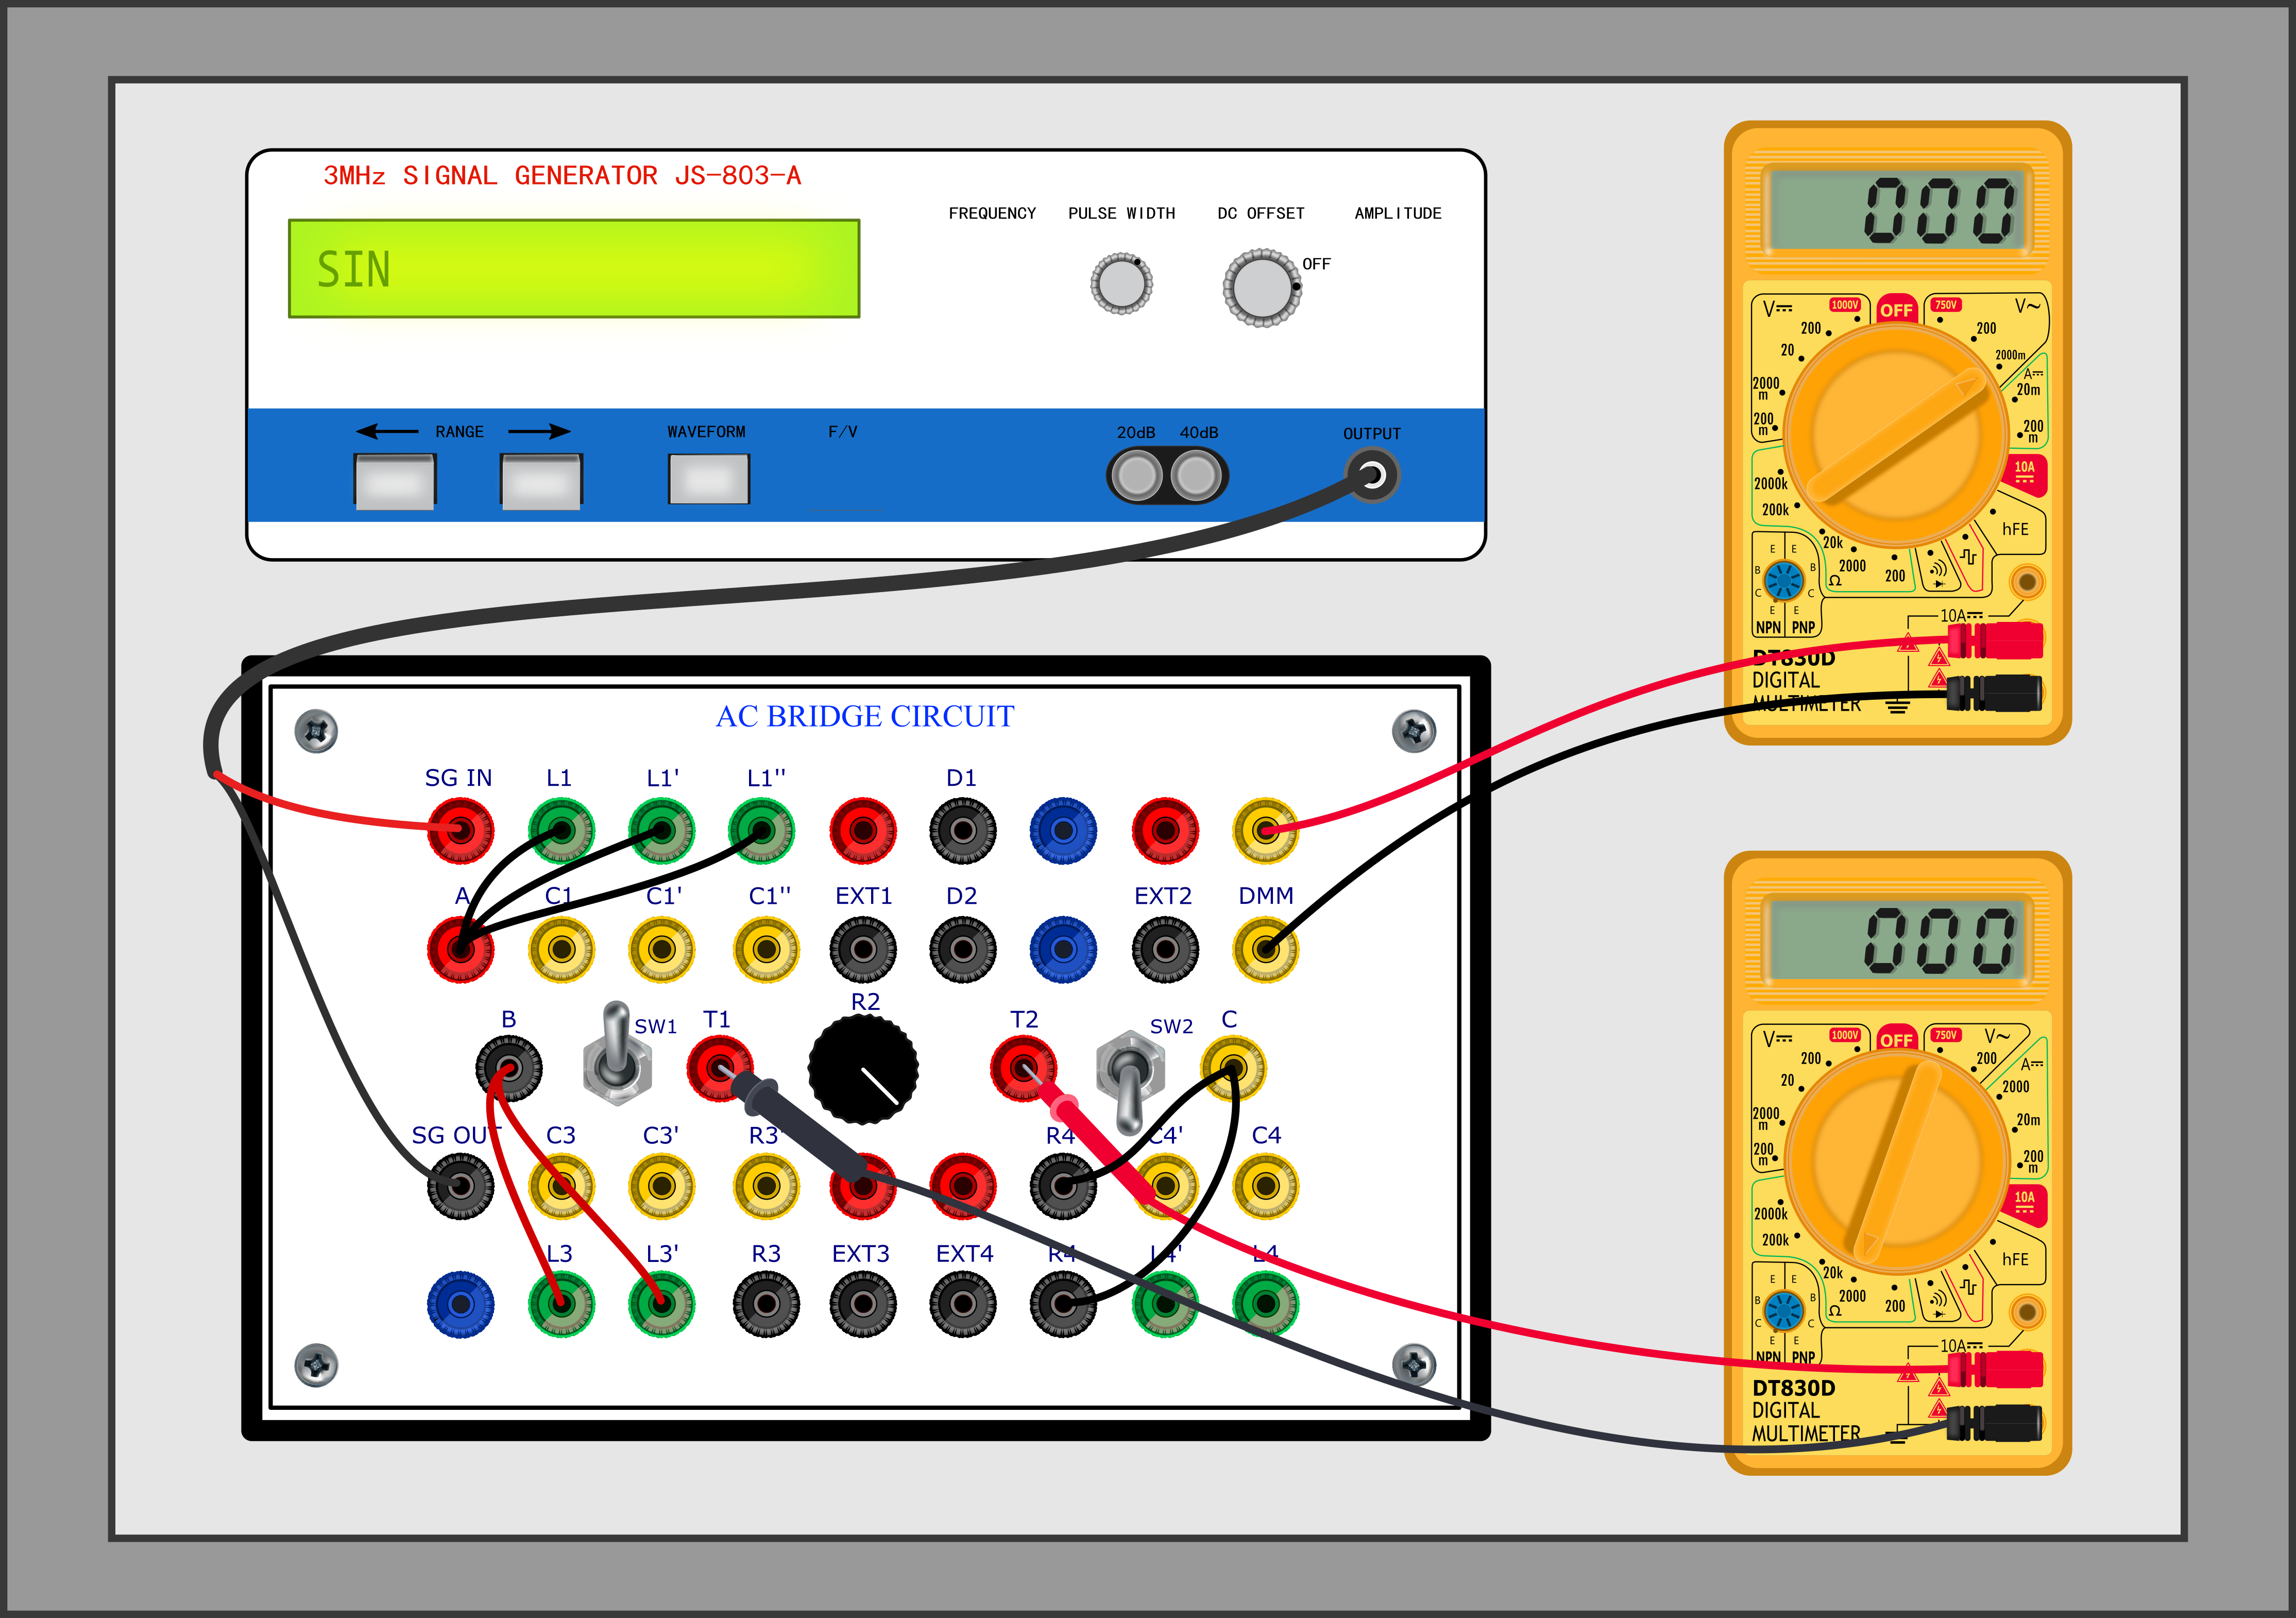 3MHz SIGNAL GENERATOR JS-803-A
FREQUENCY PULSE WIDTH DC OFFSET AMPLITUDE
OFF
SIN
RANGE WAVEFORM F/V 20dB 40dB OUTPUT
000
V 1000V OFF 750V V~
200 200
20 2000m
A
2000 m 20m
200 m 200 m
10A
2000k
200k hFE
20k
2000
200
Ω
E E
B B
C C
E E
NPN PNP
10A
DT830D
DIGITAL
MULTIMETER
AC BRIDGE CIRCUIT
SG IN L1 L1' L1'' D1
A C1 C1' C1'' EXT1 D2 EXT2 DMM
B SW1 T1 R2 T2 SW2 C
SG OUT C3 C3' R3' R4' C4' C4
L3 L3' R3 EXT3 EXT4 R4 L4' L4
000
V 1000V OFF 750V V~
200 200
A
20 2000
2000 m 20m
200 m 200 m
10A
2000k
200k hFE
20k
2000
200
Ω
E E
B B
C C
E E
NPN PNP
10A
DT830D
DIGITAL
MULTIMETER